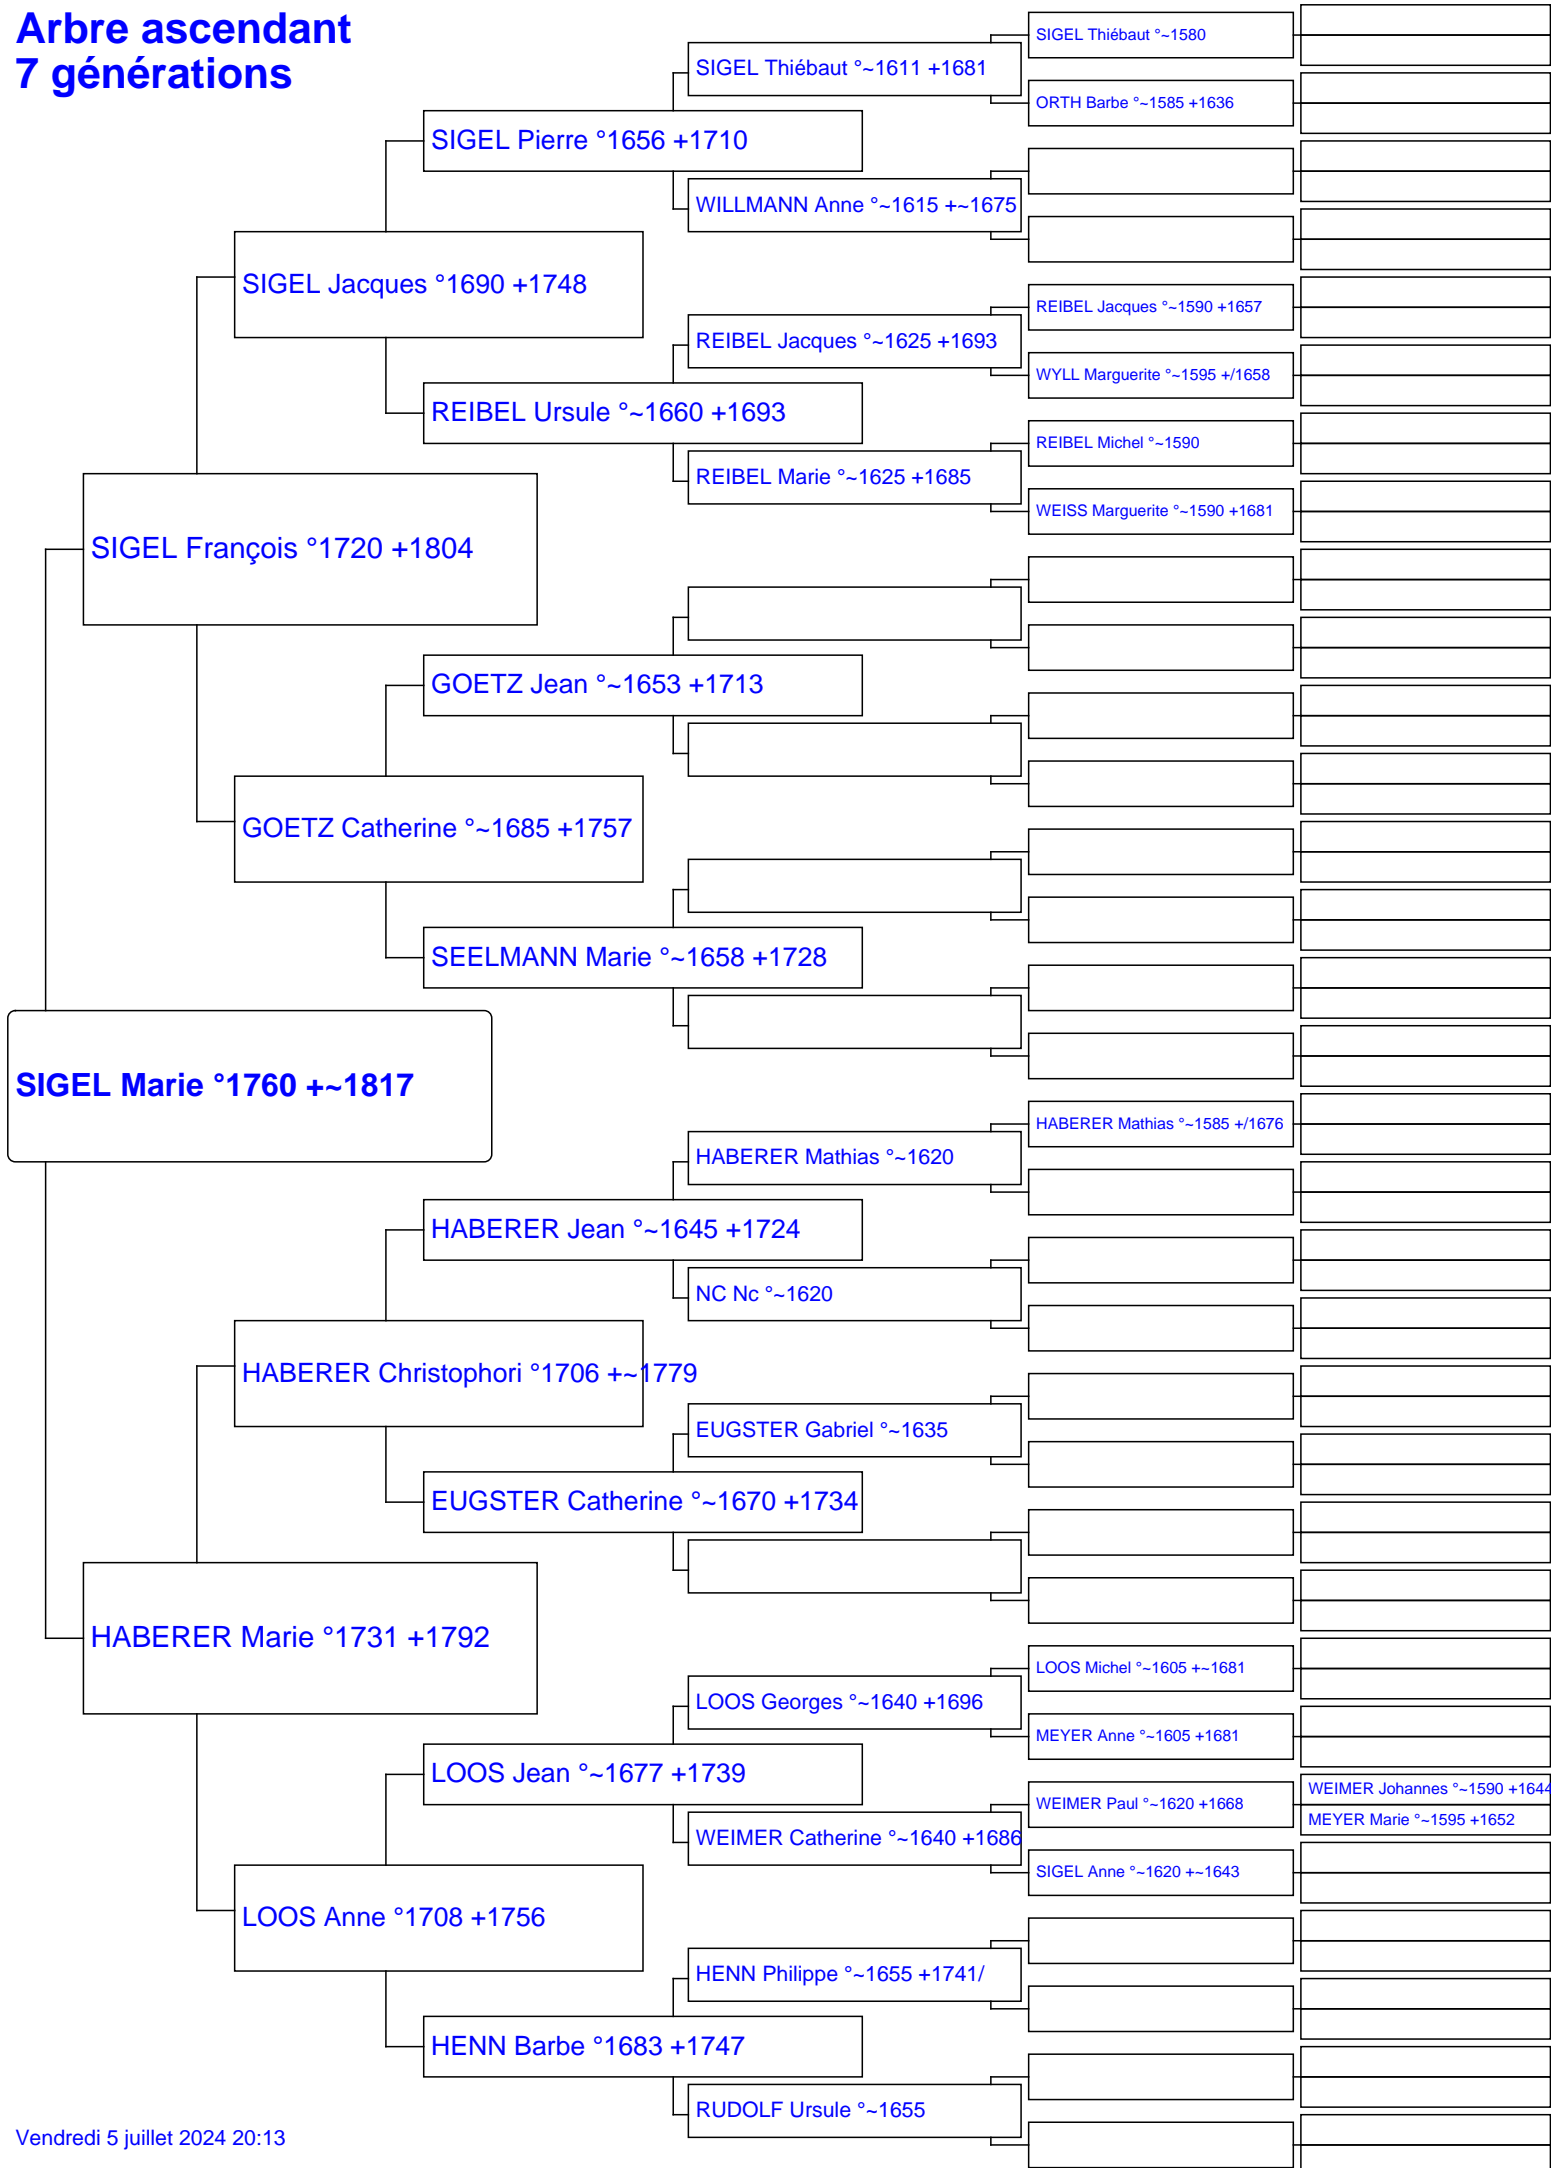 Arbre ascendant
7 générations
SIGEL Thiébaut °~1580
SIGEL Thiébaut °~1611 +1681
ORTH Barbe °~1585 +1636
SIGEL Pierre °1656 +1710
WILLMANN Anne °~1615 +~1675
SIGEL Jacques °1690 +1748
REIBEL Jacques °~1590 +1657
REIBEL Jacques °~1625 +1693
WYLL Marguerite °~1595 +/1658
REIBEL Ursule °~1660 +1693
REIBEL Michel °~1590
REIBEL Marie °~1625 +1685
WEISS Marguerite °~1590 +1681
SIGEL François °1720 +1804
GOETZ Jean °~1653 +1713
GOETZ Catherine °~1685 +1757
SEELMANN Marie °~1658 +1728
SIGEL Marie °1760 +~1817
HABERER Mathias °~1585 +/1676
HABERER Mathias °~1620
HABERER Jean °~1645 +1724
NC Nc °~1620
HABERER Christophori °1706 +~1779
EUGSTER Gabriel °~1635
EUGSTER Catherine °~1670 +1734
HABERER Marie °1731 +1792
LOOS Michel °~1605 +~1681
LOOS Georges °~1640 +1696
MEYER Anne °~1605 +1681
LOOS Jean °~1677 +1739
WEIMER Johannes °~1590 +1644
WEIMER Paul °~1620 +1668
MEYER Marie °~1595 +1652
WEIMER Catherine °~1640 +1686
SIGEL Anne °~1620 +~1643
LOOS Anne °1708 +1756
HENN Philippe °~1655 +1741/
HENN Barbe °1683 +1747
RUDOLF Ursule °~1655
Vendredi 5 juillet 2024 20:13